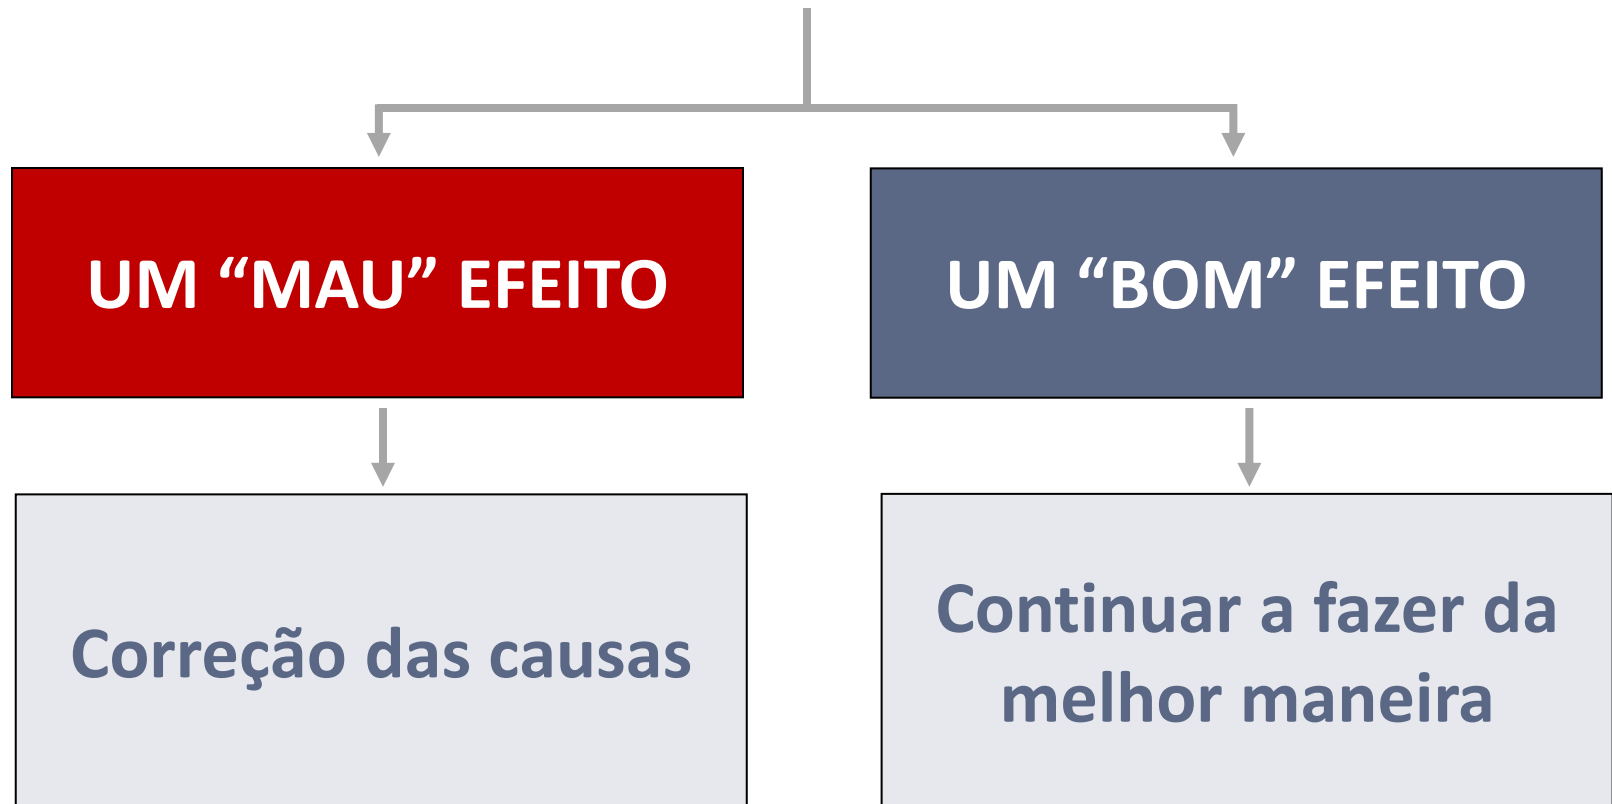 UM “MAU” EFEITO
UM “BOM” EFEITO
Correção das causas
Continuar a fazer da
melhor maneira